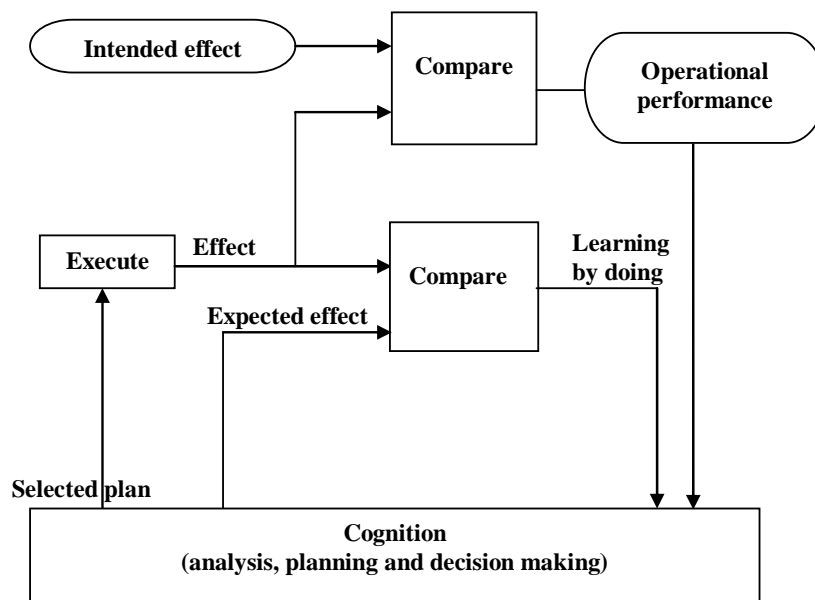 Intended effect
Compare
Operational
performance
Execute
Effect
Compare
Learning
by doing
Expected effect
Selected plan
Cognition
(analysis, planning and decision making)